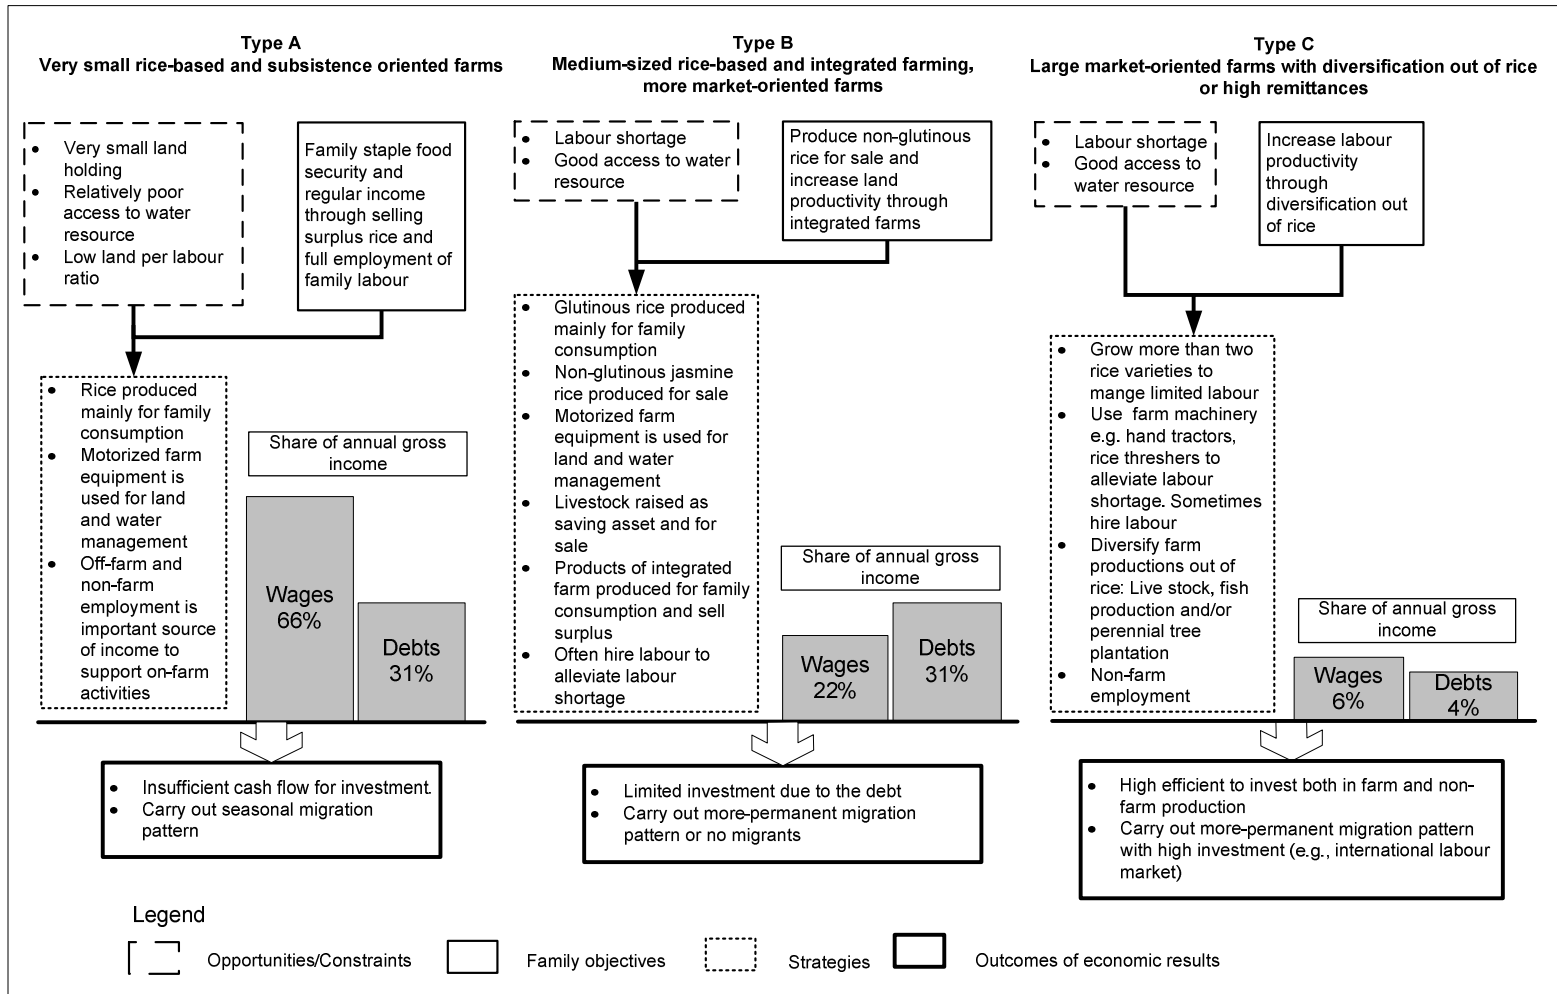 Type A
Very small rice-based and subsistence oriented farms
• Very small land
holding
• Relatively poor
access to water
resource
• Low land per labour
ratio
Family staple food
security and
regular income
through selling
surplus rice and
full employment of
family labour
• Rice produced
mainly for family
consumption
• Motorized farm
equipment is
used for land
and water
management
• Off-farm and
non-farm
employment is
important source
of income to
support on-farm
activities
Share of annual gross
income
Wages
66%
Debts
31%
• Insufficient cash flow for investment.
• Carry out seasonal migration
pattern
Type B
Medium-sized rice-based and integrated farming,
more market-oriented farms
• Labour shortage
• Good access to water
resource
Produce non-glutinous
rice for sale and
increase land
productivity through
integrated farms
• Glutinous rice produced
mainly for family
consumption
• Non-glutinous jasmine
rice produced for sale
• Motorized farm
equipment is used for
land and water
management
• Livestock raised as
saving asset and for
sale
• Products of integrated
farm produced for family
consumption and sell
surplus
• Often hire labour to
alleviate labour
shortage
Share of annual gross
income
Wages
22%
Debts
31%
• Limited investment due to the debt
• Carry out more-permanent migration
pattern or no migrants
Type C
Large market-oriented farms with diversification out of rice
or high remittances
• Labour shortage
• Good access to
water resource
Increase labour
productivity
through
diversification out
of rice
• Grow more than two
rice varieties to
mange limited labour
• Use farm machinery
e.g. hand tractors,
rice threshers to
alleviate labour
shortage. Sometimes
hire labour
• Diversify farm
productions out of
rice: Live stock, fish
production and/or
perennial tree
plantation
• Non-farm
employment
Share of annual gross
income
Wages
6%
Debts
4%
• High efficient to invest both in farm and non-
farm production
• Carry out more-permanent migration pattern
with high investment (e.g., international labour
market)
Legend
Opportunities/Constraints
Family objectives
Strategies
Outcomes of economic results